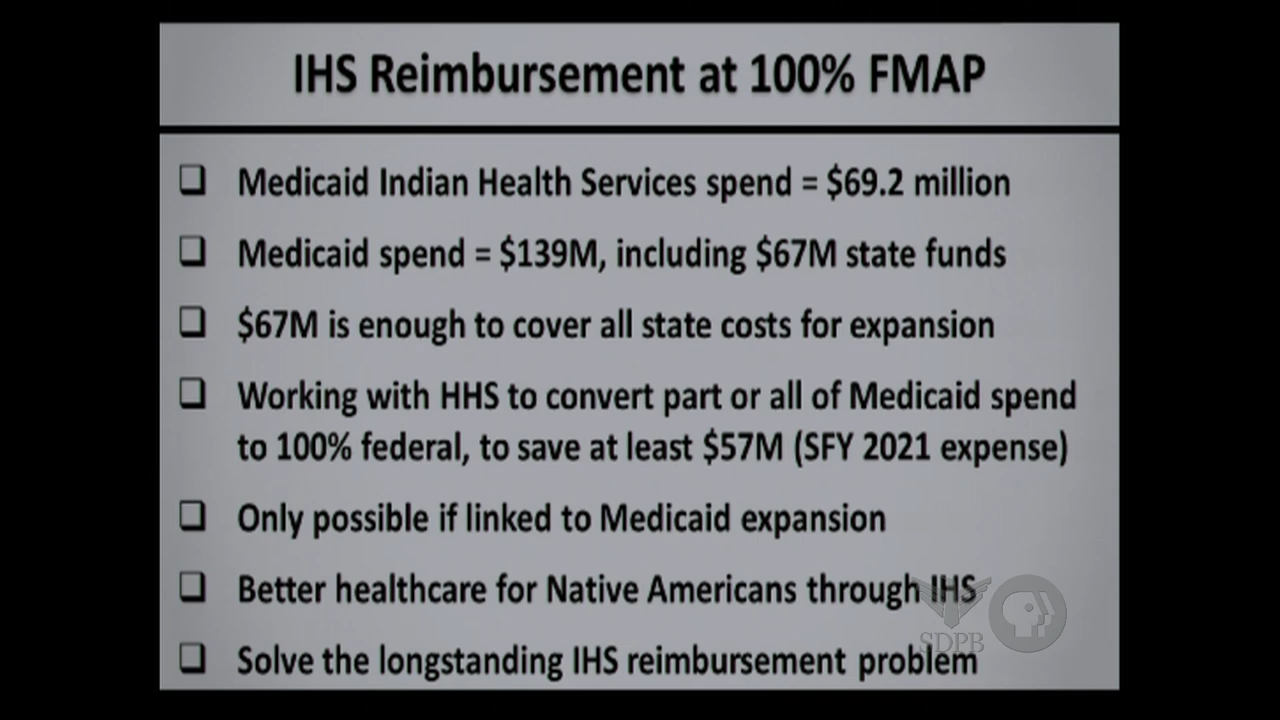 IHS Reimbursement at 100% FMAP
❑ Medicaid Indian Health Services spend = $69.2 million
❑ Medicaid spend = $139M, including $67M state funds
❑ $67M is enough to cover all state costs for expansion
❑ Working with HHS to convert part or all of Medicaid spend
to 100% federal, to save at least $57M (SFY 2021 expense)
❑ Only possible if linked to Medicaid expansion
❑ Better healthcare for Native Americans through IHS
❑ Solve the longstanding IHS reimbursement problem
SDPB